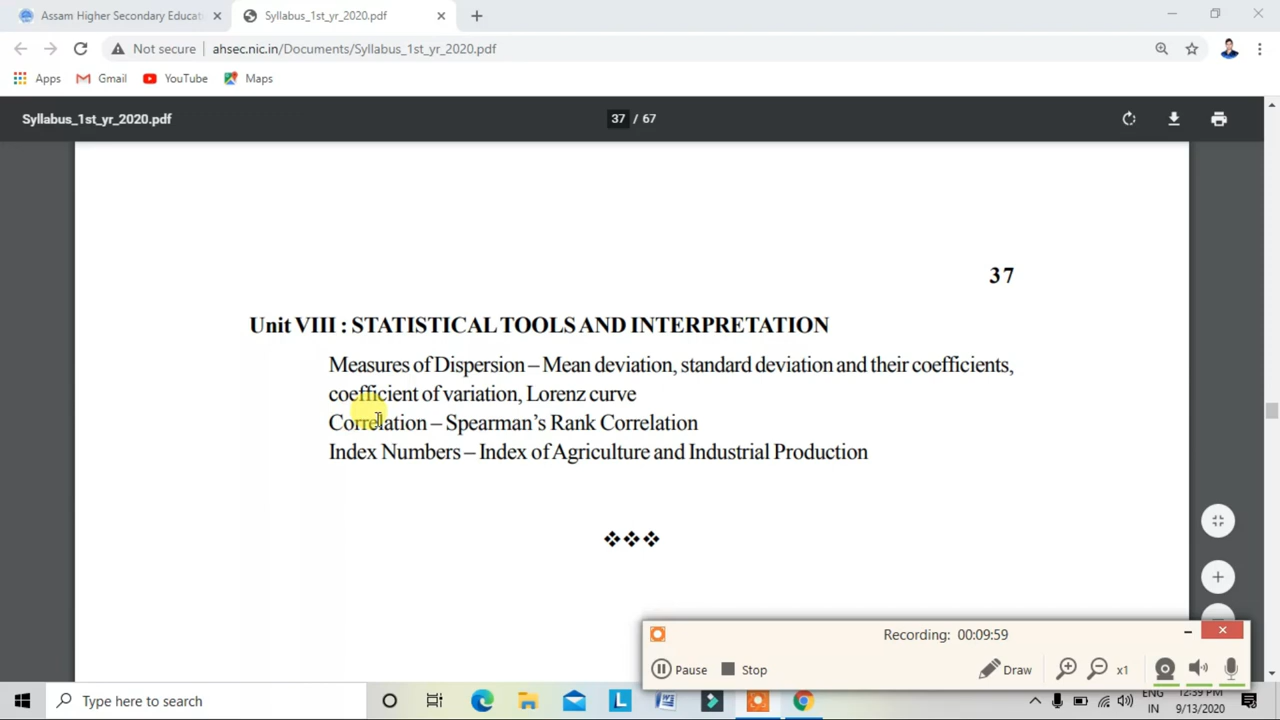 Assam Higher Secondary Educat
Syllabus_1st_yr_2020.pdf
Not secure
ahsec.nic.in/Documents/Syllabus_1st_yr_2020.pdf
Apps
Gmail
YouTube
Maps
Syllabus_1st_yr_2020.pdf
37 / 67
37
Unit VIII : STATISTICAL TOOLS AND INTERPRETATION
Measures of Dispersion – Mean deviation, standard deviation and their coefficients,
coefficient of variation, Lorenz curve
Correlation – Spearman’s Rank Correlation
Index Numbers – Index of Agriculture and Industrial Production
Recording: 00:09:59
Pause
Stop
Draw
x1
Type here to search
L
ENG
IN
12:39 PM
9/13/2020